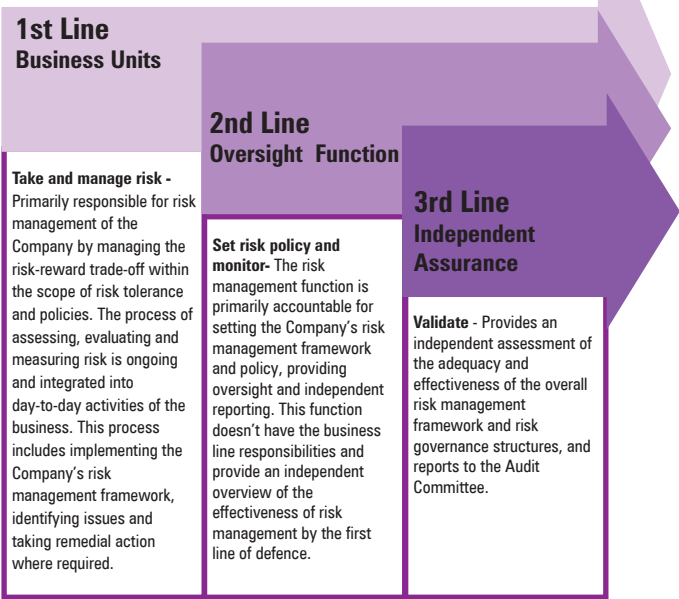 1st Line
Business Units
Take and manage risk -
Primarily responsible for risk
management of the
Company by managing the
risk-reward trade-off within
the scope of risk tolerance
and policies. The process of
assessing, evaluating and
measuring risk is ongoing
and integrated into
day-to-day activities of the
business. This process
includes implementing the
Company's risk
management framework,
identifying issues and
taking remedial action
where required.
2nd Line
Oversight Function
Set risk policy and
monitor- The risk
management function is
primarily accountable for
setting the Company's risk
management framework
and policy, providing
oversight and independent
reporting. This function
doesn't have the business
line responsibilities and
provide an independent
overview of the
effectiveness of risk
management by the first
line of defence.
3rd Line
Independent
Assurance
Validate - Provides an
independent assessment of
the adequacy and
effectiveness of the overall
risk management
framework and risk
governance structures, and
reports to the Audit
Committee.